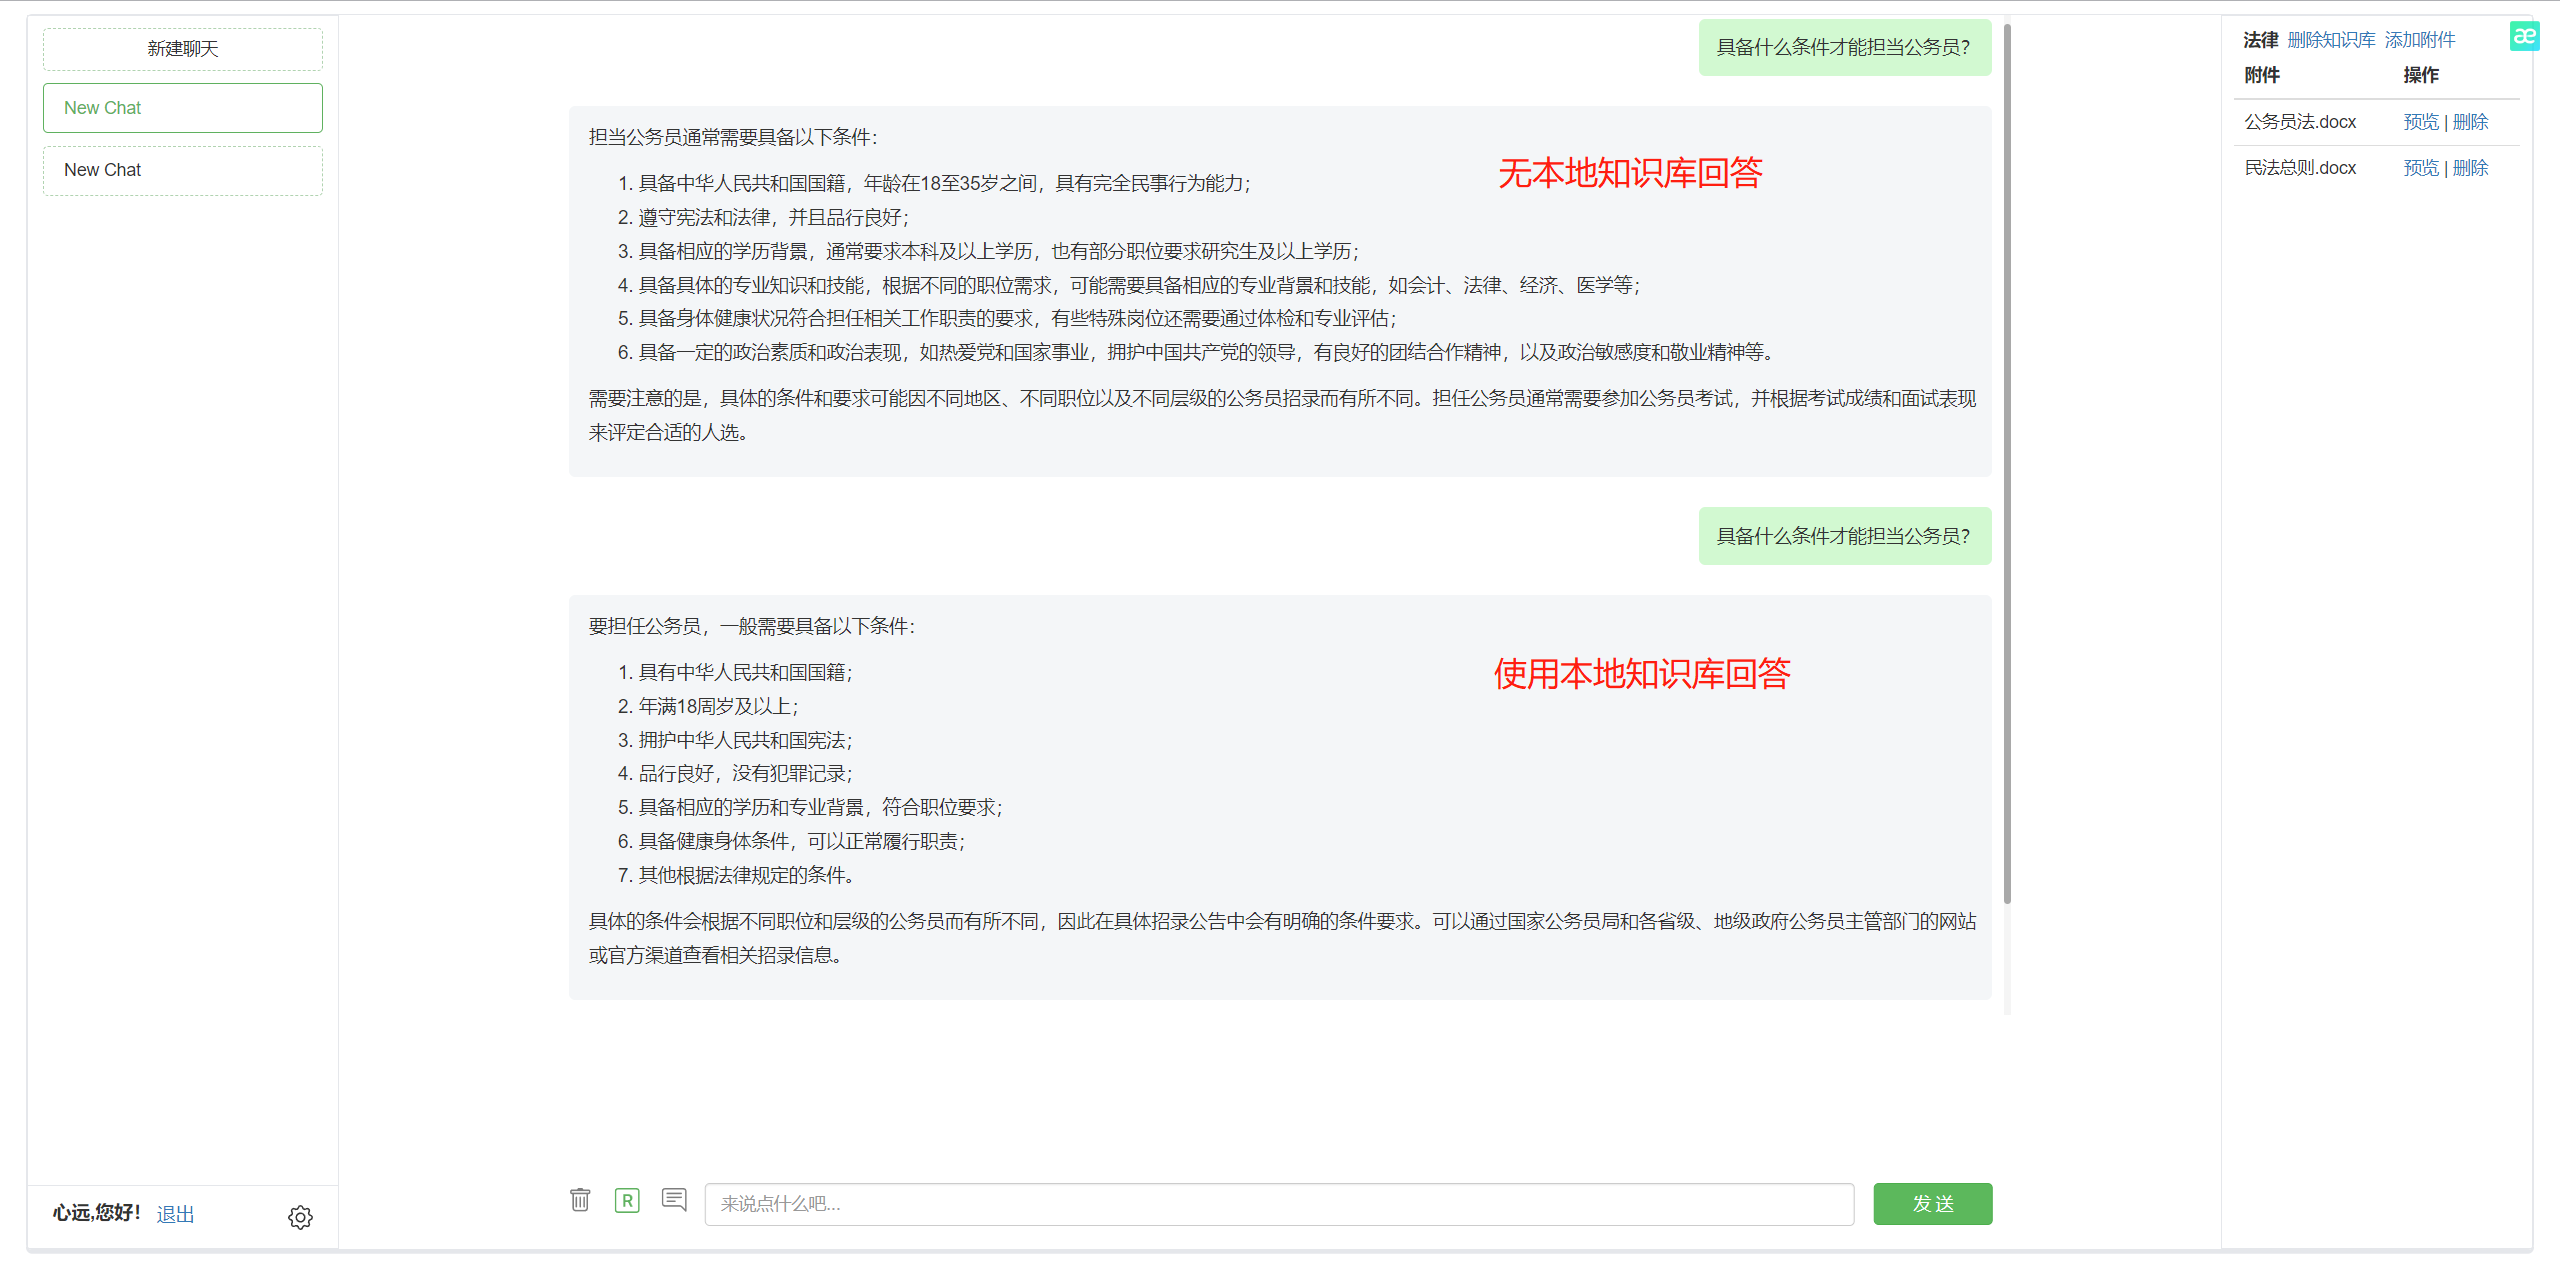 新建聊天
New Chat
New Chat
心远,您好! 退出
具备什么条件才能担当公务员?
担当公务员通常需要具备以下条件:
1. 具备中华人民共和国国籍，年龄在18至35岁之间，具有完全民事行为能力；
无本地知识库回答
2. 遵守宪法和法律，并且品行良好；
3. 具备相应的学历背景，通常要求本科及以上学历，也有部分职位要求研究生及以上学历；
4. 具备具体的专业知识和技能，根据不同的职位需求，可能需要具备相应的专业背景和技能，如会计、法律、经济、医学等；
5. 具备身体健康状况符合担任相关工作职责的要求，有些特殊岗位还需要通过体检和专业评估；
6. 具备一定的政治素质和政治表现，如热爱党和国家事业，拥护中国共产党的领导，有良好的团结合作精神，以及政治敏感度和敬业精神等。
需要注意的是，具体的条件和要求可能因不同地区、不同职位以及不同层级的公务员招录而有所不同。担任公务员通常需要参加公务员考试，并根据考试成绩和面试表现
来评定合适的人选。
具备什么条件才能担当公务员?
要担任公务员，一般需要具备以下条件:
1. 具有中华人民共和国国籍；
使用本地知识库回答
2. 年满18周岁及以上；
3. 拥护中华人民共和国宪法；
4. 品行良好，没有犯罪记录；
5. 具备相应的学历和专业背景，符合职位要求；
6. 具备健康身体条件，可以正常履行职责；
7. 其他根据法律规定的条件。
具体的条件会根据不同职位和层级的公务员而有所不同，因此在具体招录公告中会有明确的条件要求。可以通过国家公务员局和各省级、地级政府公务员主管部门的网站
或官方渠道查看相关招录信息。
R
来说点什么吧...
发 送
法律 删除知识库 添加附件
æ
附件 操作
公务员法.docx 预览 | 删除
民法总则.docx 预览 | 删除